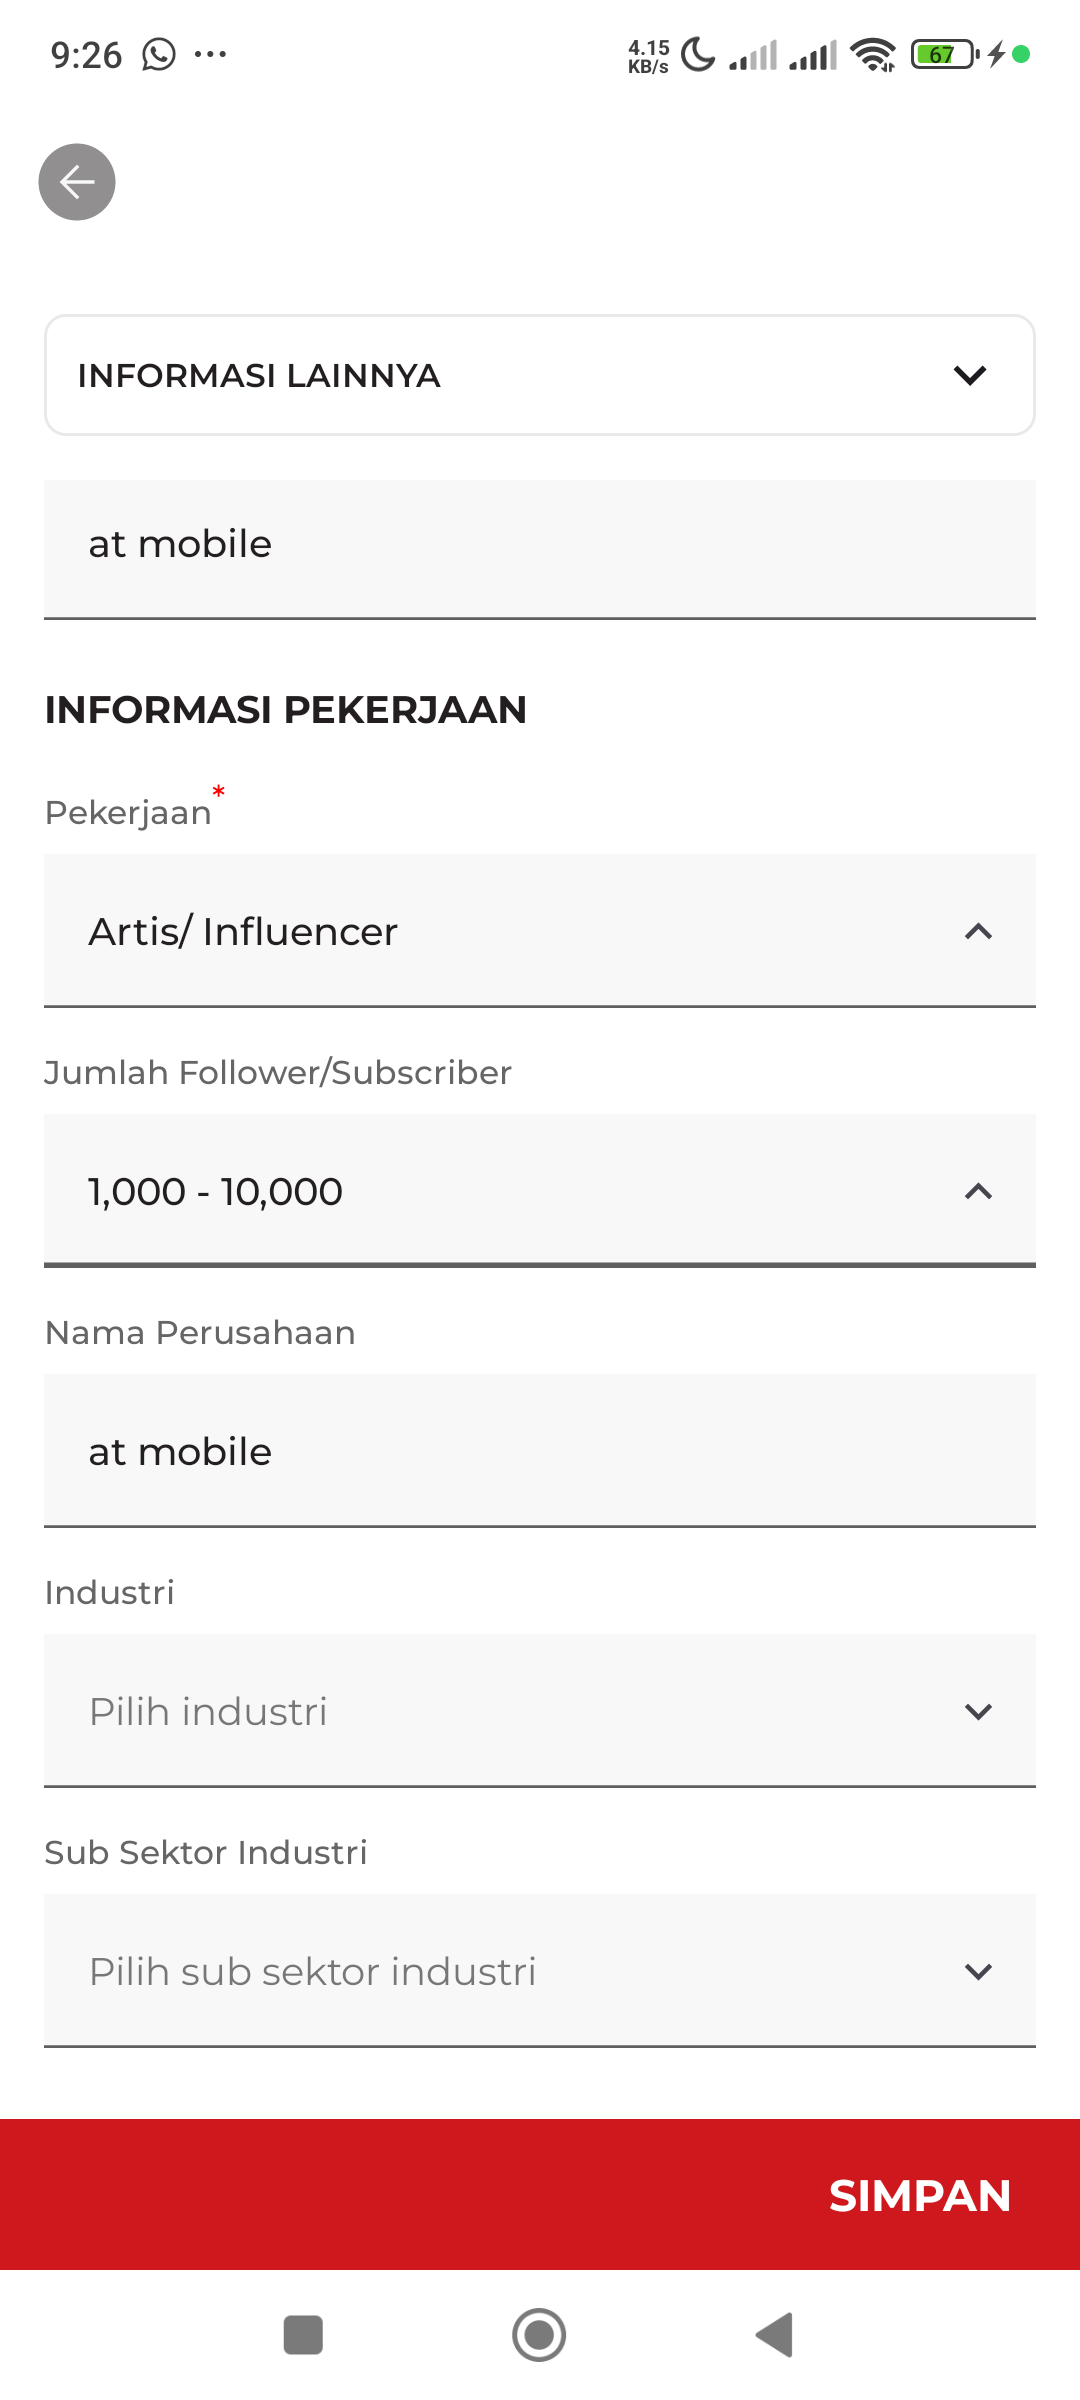 9:26
4.15
KB/s
67
INFORMASI LAINNYA
at mobile
INFORMASI PEKERJAAN
Pekerjaan*
Artis/ Influencer
Jumlah Follower/Subscriber
1,000 - 10,000
Nama Perusahaan
at mobile
Industri
Pilih industri
Sub Sektor Industri
Pilih sub sektor industri
SIMPAN